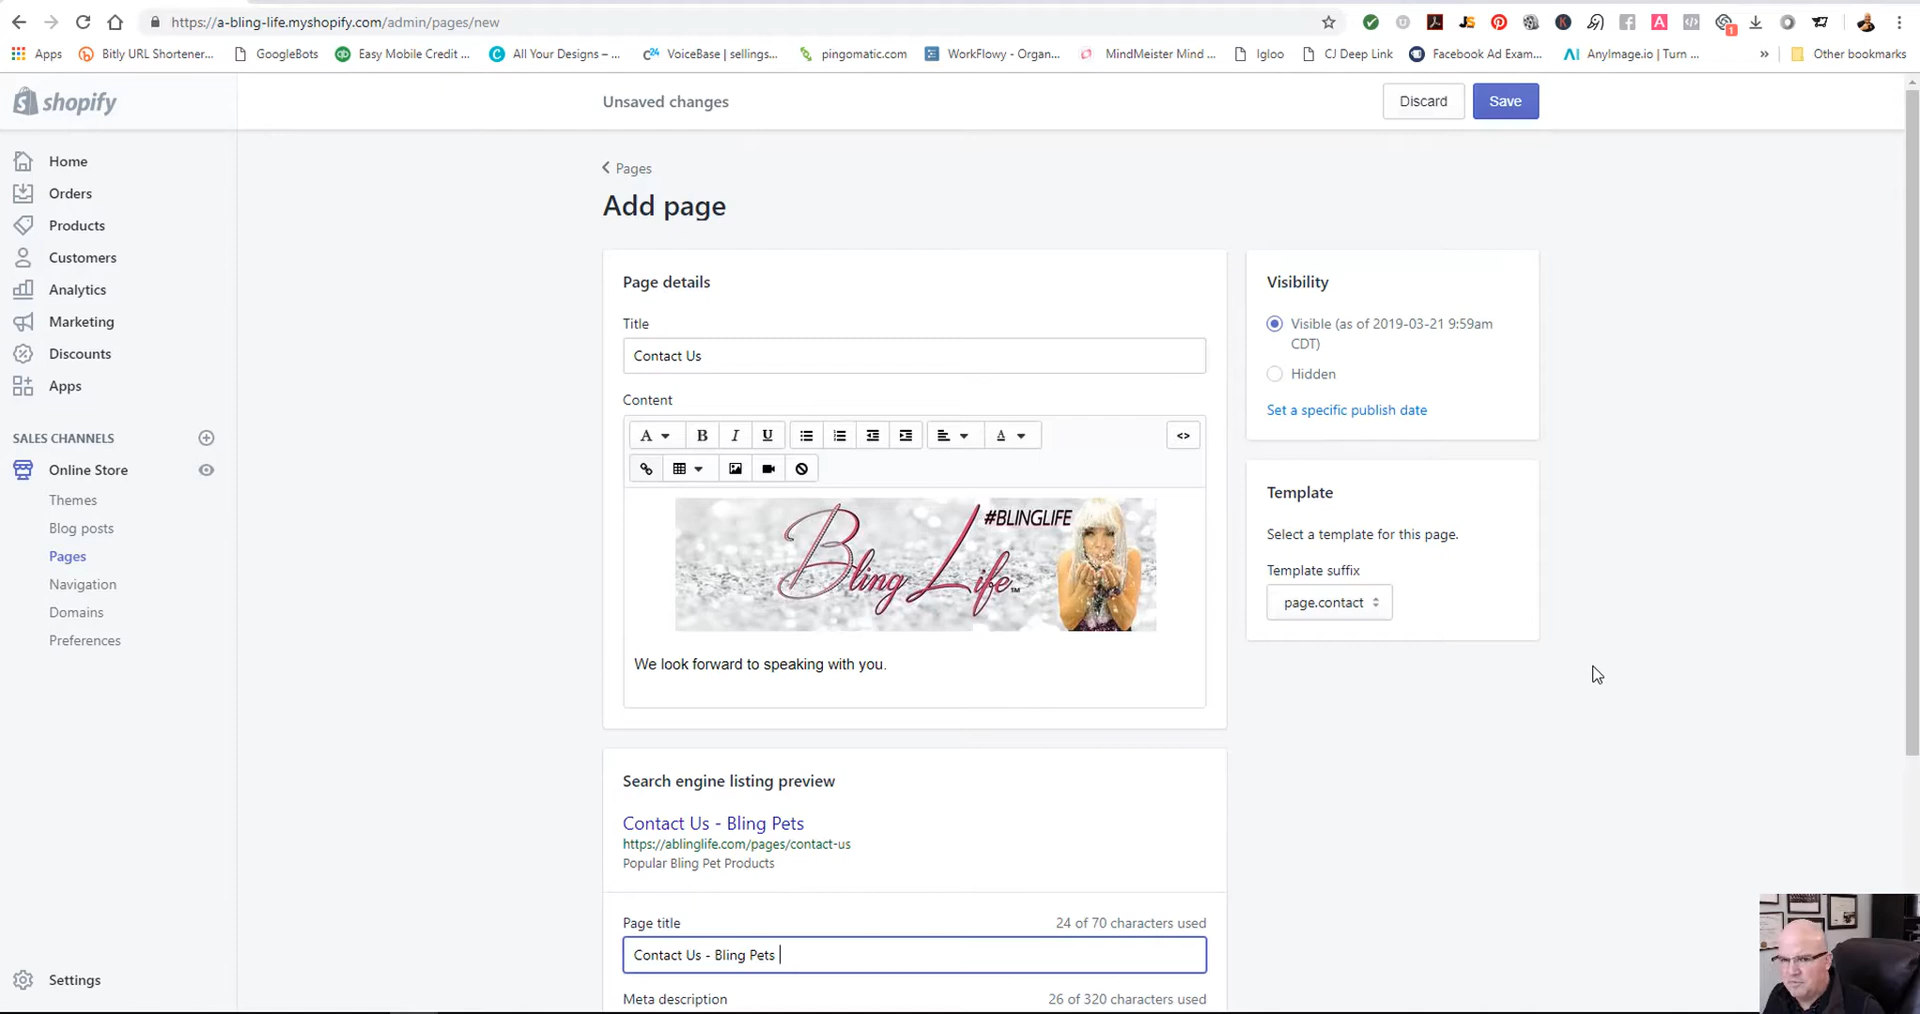 https://a-bling-life.myshopify.com/admin/pages/new
Apps
Bitly URL Shortener...
GoogleBots
Easy Mobile Credit ...
All Your Designs – ...
VoiceBase | sellings...
pingomatic.com
WorkFlowy - Organ...
MindMeister Mind ...
Igloo
CJ Deep Link
Facebook Ad Exam...
AnyImage.io | Turn ...
»
Other bookmarks
shopify
Unsaved changes
Discard
Save
Home
Orders
Products
Customers
Analytics
Marketing
Discounts
Apps
SALES CHANNELS
Online Store
Themes
Blog posts
Pages
Navigation
Domains
Preferences
Settings
Pages
Add page
Page details
Title
Contact Us
Content
A B I U A <>
#BLINGLIFE
Bling Life™
We look forward to speaking with you.
Visibility
Visible (as of 2019-03-21 9:59am
CDT)
Hidden
Set a specific publish date
Template
Select a template for this page.
Template suffix
page.contact
Search engine listing preview
Contact Us - Bling Pets
https://ablinglife.com/pages/contact-us
Popular Bling Pet Products
Page title
24 of 70 characters used
Contact Us - Bling Pets
Meta description
26 of 320 characters used